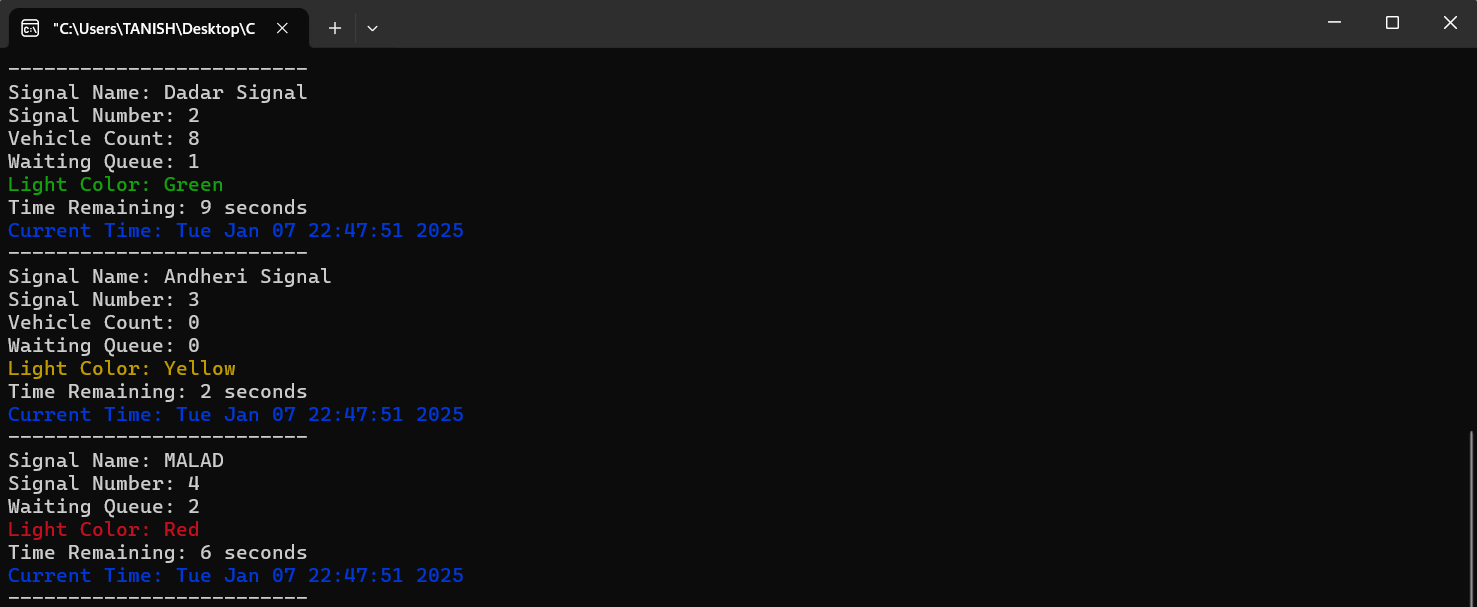 "C:\Users\TANISH\Desktop\C
-------------------------
Signal Name: Dadar Signal
Signal Number: 2
Vehicle Count: 8
Waiting Queue: 1
Light Color: Green
Time Remaining: 9 seconds
Current Time: Tue Jan 07 22:47:51 2025
-------------------------
Signal Name: Andheri Signal
Signal Number: 3
Vehicle Count: 0
Waiting Queue: 0
Light Color: Yellow
Time Remaining: 2 seconds
Current Time: Tue Jan 07 22:47:51 2025
-------------------------
Signal Name: MALAD
Signal Number: 4
Waiting Queue: 2
Light Color: Red
Time Remaining: 6 seconds
Current Time: Tue Jan 07 22:47:51 2025
-------------------------